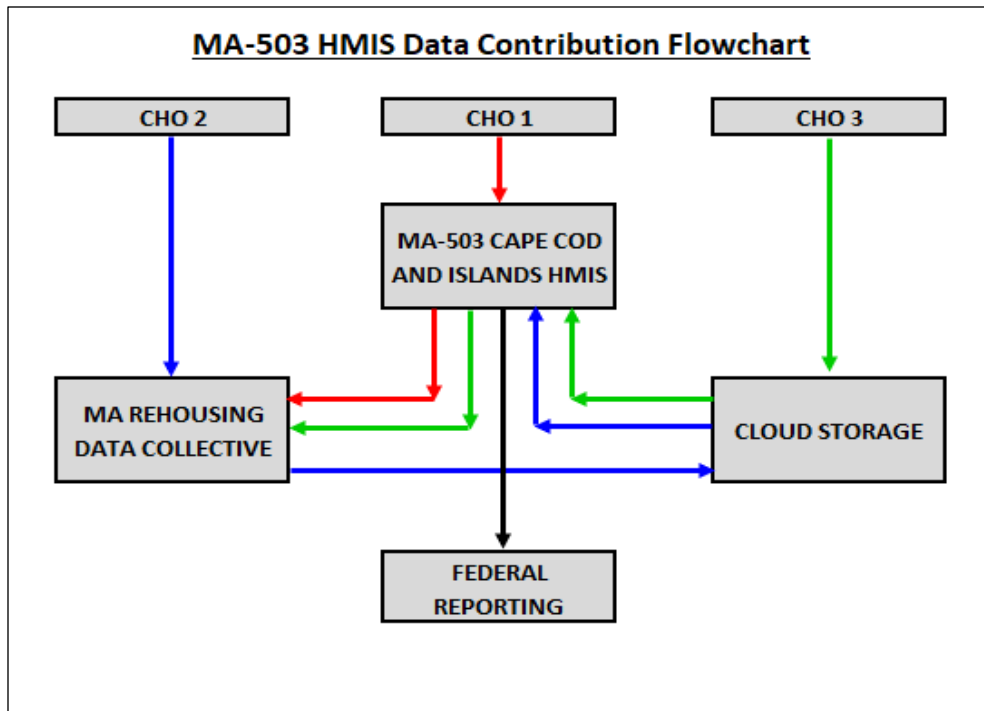 MA-503 HMIS Data Contribution Flowchart
CHO 2
CHO 1
CHO 3
MA-503 CAPE COD
AND ISLANDS HMIS
MA REHOUSING
DATA COLLECTIVE
CLOUD STORAGE
FEDERAL
REPORTING